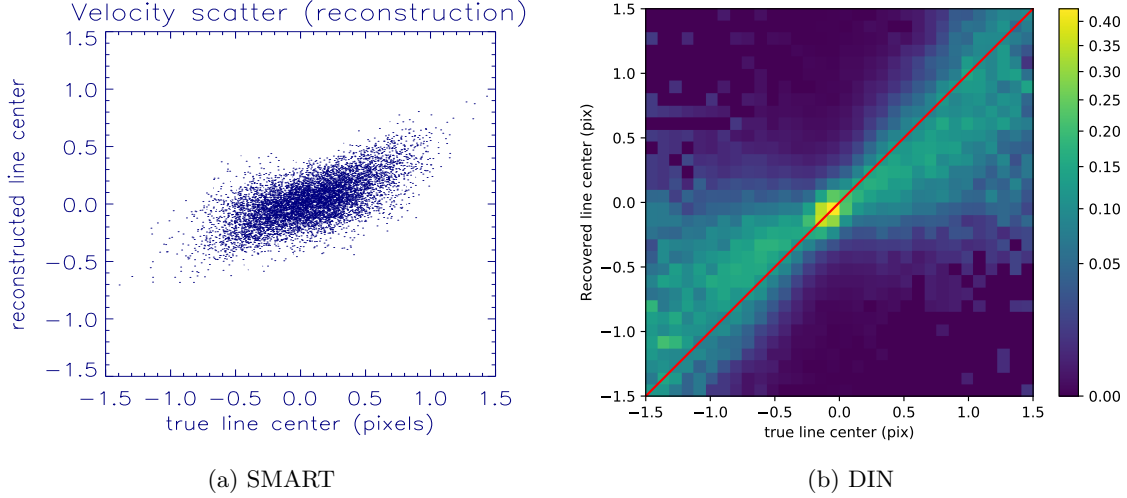 Velocity scatter (reconstruction)
1.5
1.0
0.5
0.0
−0.5
−1.0
−1.5
reconstructed line center
−1.5 −1.0 −0.5 0.0 0.5 1.0 1.5
true line center (pixels)
(a) SMART
1.5
1.0
0.5
0.0
−0.5
−1.0
−1.5
Recovered line center (pix)
−1.5 −1.0 −0.5 0.0 0.5 1.0 1.5
true line center (pix)
0.40
0.35
0.30
0.25
0.20
0.15
0.10
0.05
0.00
(b) DIN